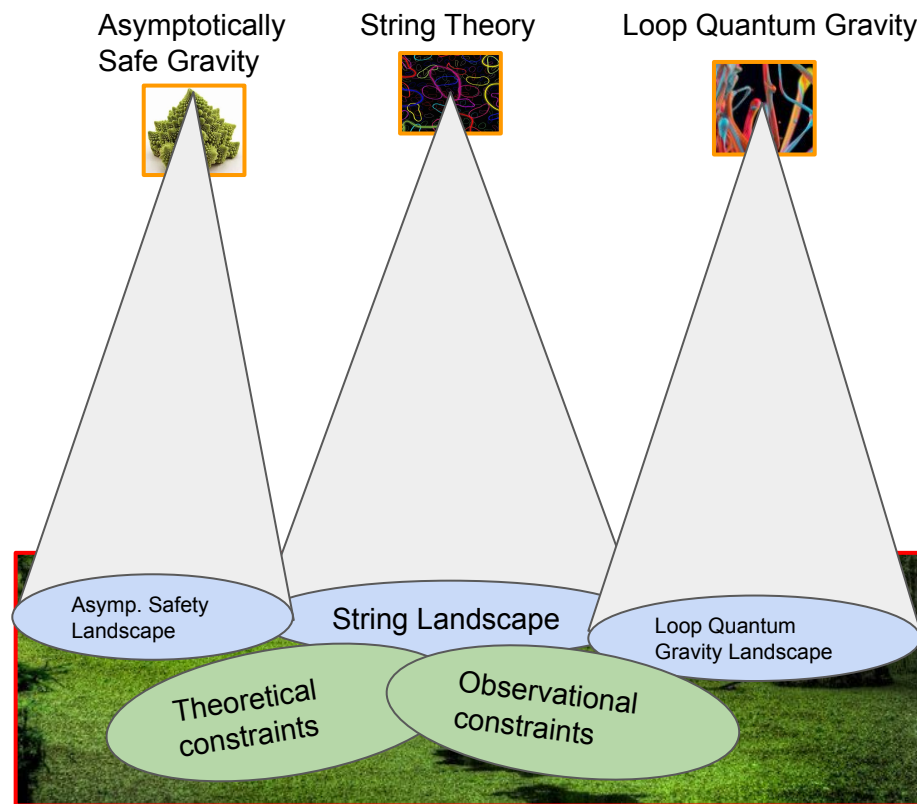 Asymptotically
Safe Gravity
String Theory
Loop Quantum Gravity
Asymp. Safety
Landscape
String Landscape
Loop Quantum
Gravity Landscape
Theoretical
constraints
Observational
constraints